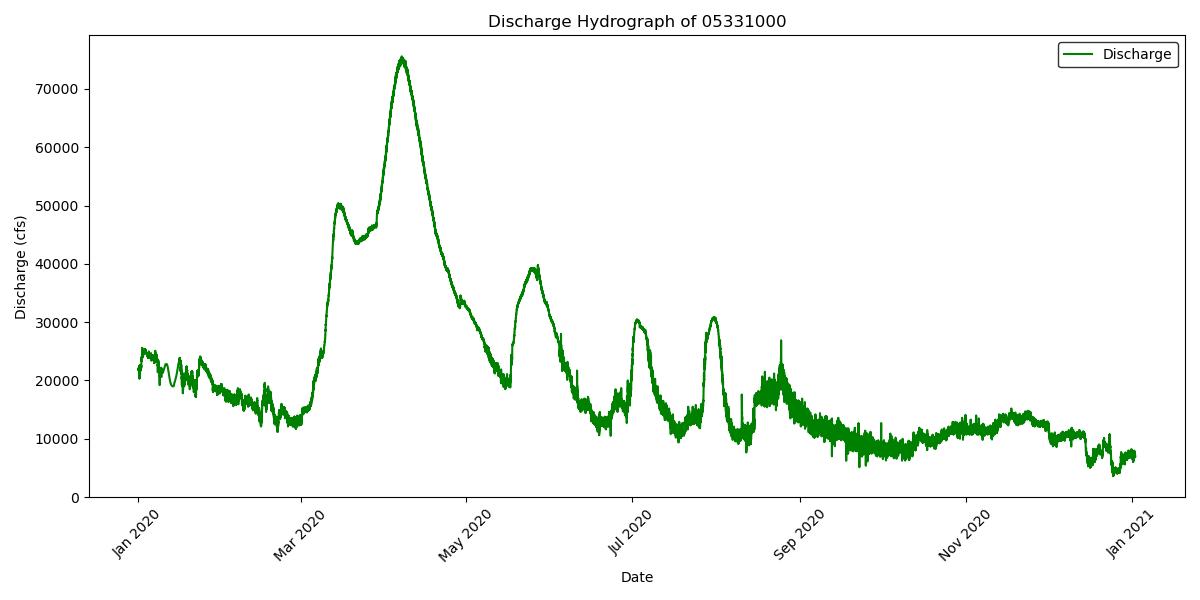 Discharge Hydrograph of 05331000
Discharge
Discharge (cfs)
70000
60000
50000
40000
30000
20000
10000
0
Jan 2020
Mar 2020
May 2020
Jul 2020
Sep 2020
Nov 2020
Jan 2021
Date